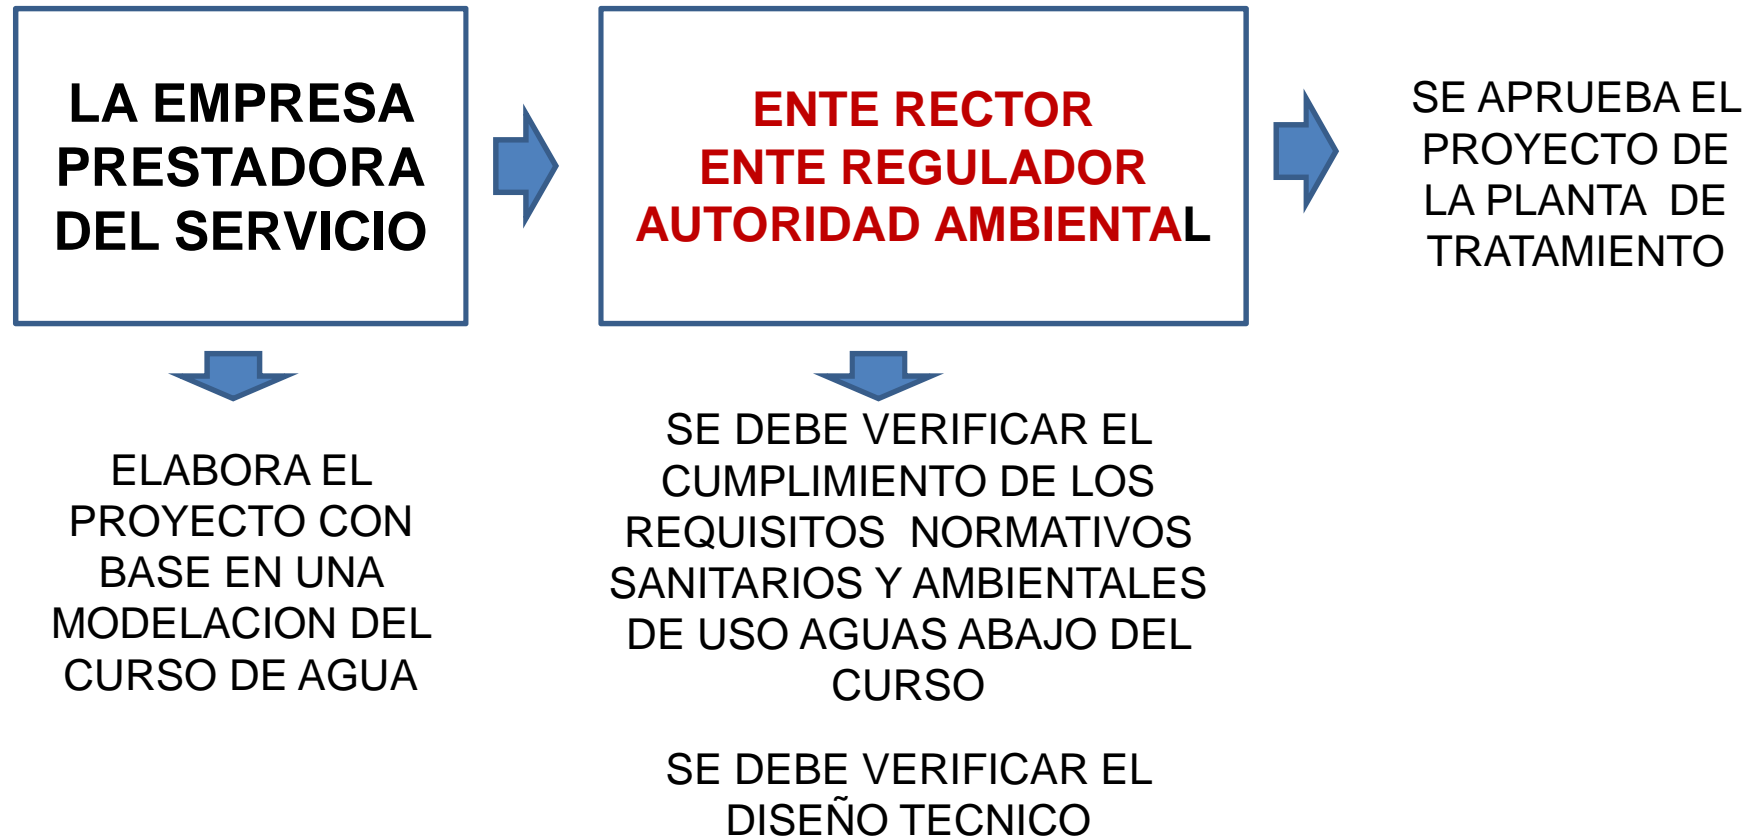 LA EMPRESA
PRESTADORA
DEL SERVICIO
ENTE RECTOR
ENTE REGULADOR
AUTORIDAD AMBIENTAL
SE APRUEBA EL
PROYECTO DE
LA PLANTA DE
TRATAMIENTO
ELABORA EL
PROYECTO CON
BASE EN UNA
MODELACION DEL
CURSO DE AGUA
SE DEBE VERIFICAR EL
CUMPLIMIENTO DE LOS
REQUISITOS NORMATIVOS
SANITARIOS Y AMBIENTALES
DE USO AGUAS ABAJO DEL
CURSO
SE DEBE VERIFICAR EL
DISEÑO TECNICO